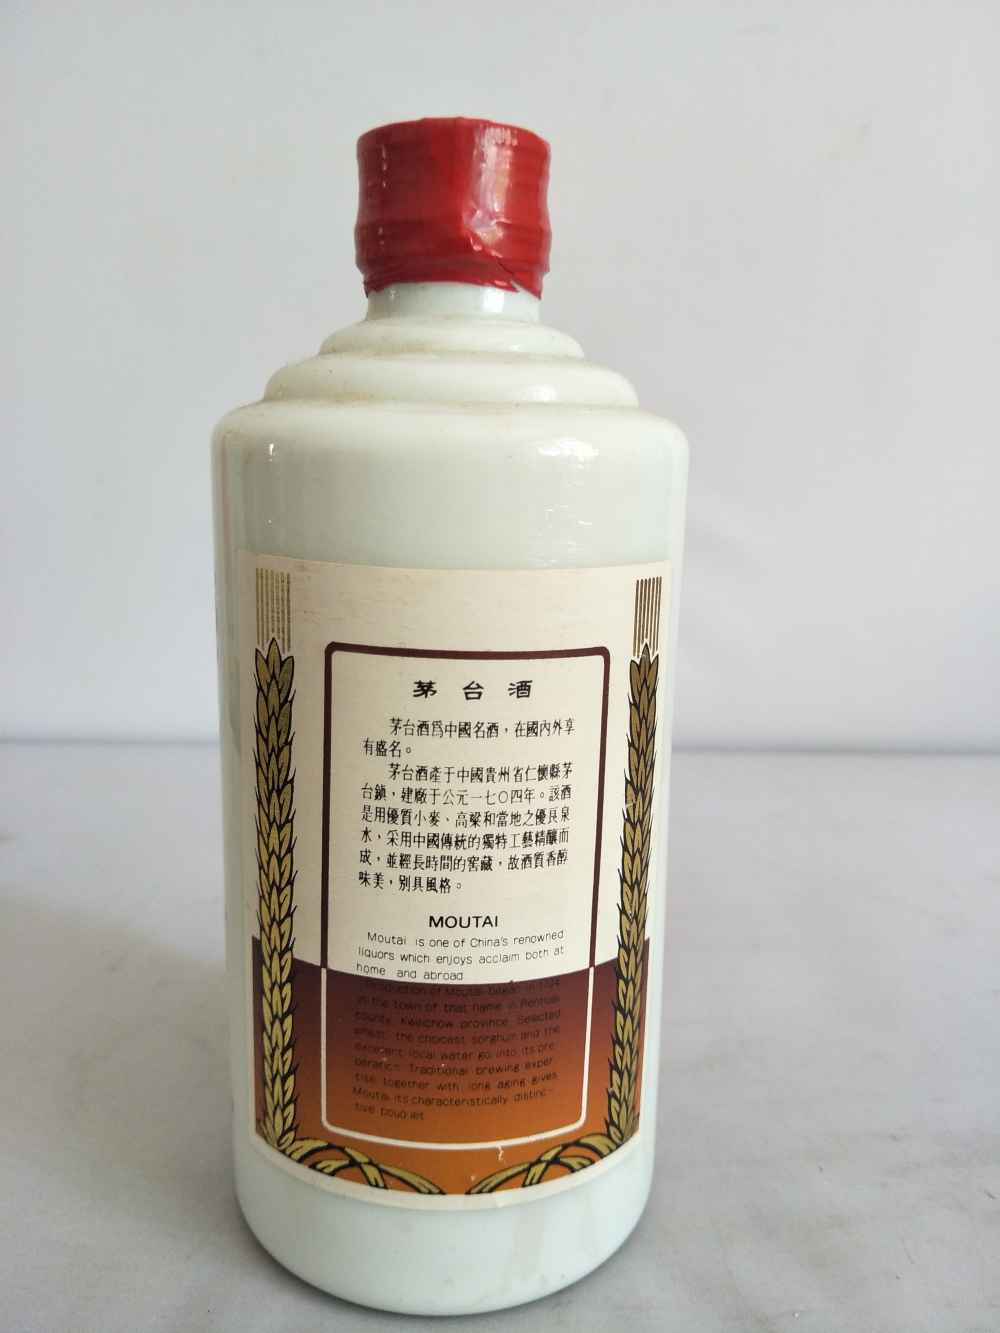 茅台酒
茅台酒爲中國名酒，在國內外享
有盛名。
茅台酒產于中國貴州省仁懷縣茅
台鎮，建廠于公元一七〇四年。該酒
是用優質小麥、高粱和當地之優良泉
水，采用中國傳統的獨特工藝精釀而
成，並經長時間的窖藏，故酒質香醇
味美，别具風格。
MOUTAI
Moutai is one of China's renowned
liquors which enjoys acclaim both at
home and abroad
Production of Moutai began in 1704
in the town of that name in Renhuai
county, Kweichow province. Selected
wheat, the choicest sorghum and the
excellent local water go into its pre-
peration. Traditional brewing exper-
tise together with long aging gives
Moutai its characteristically distinc-
tive bouquet